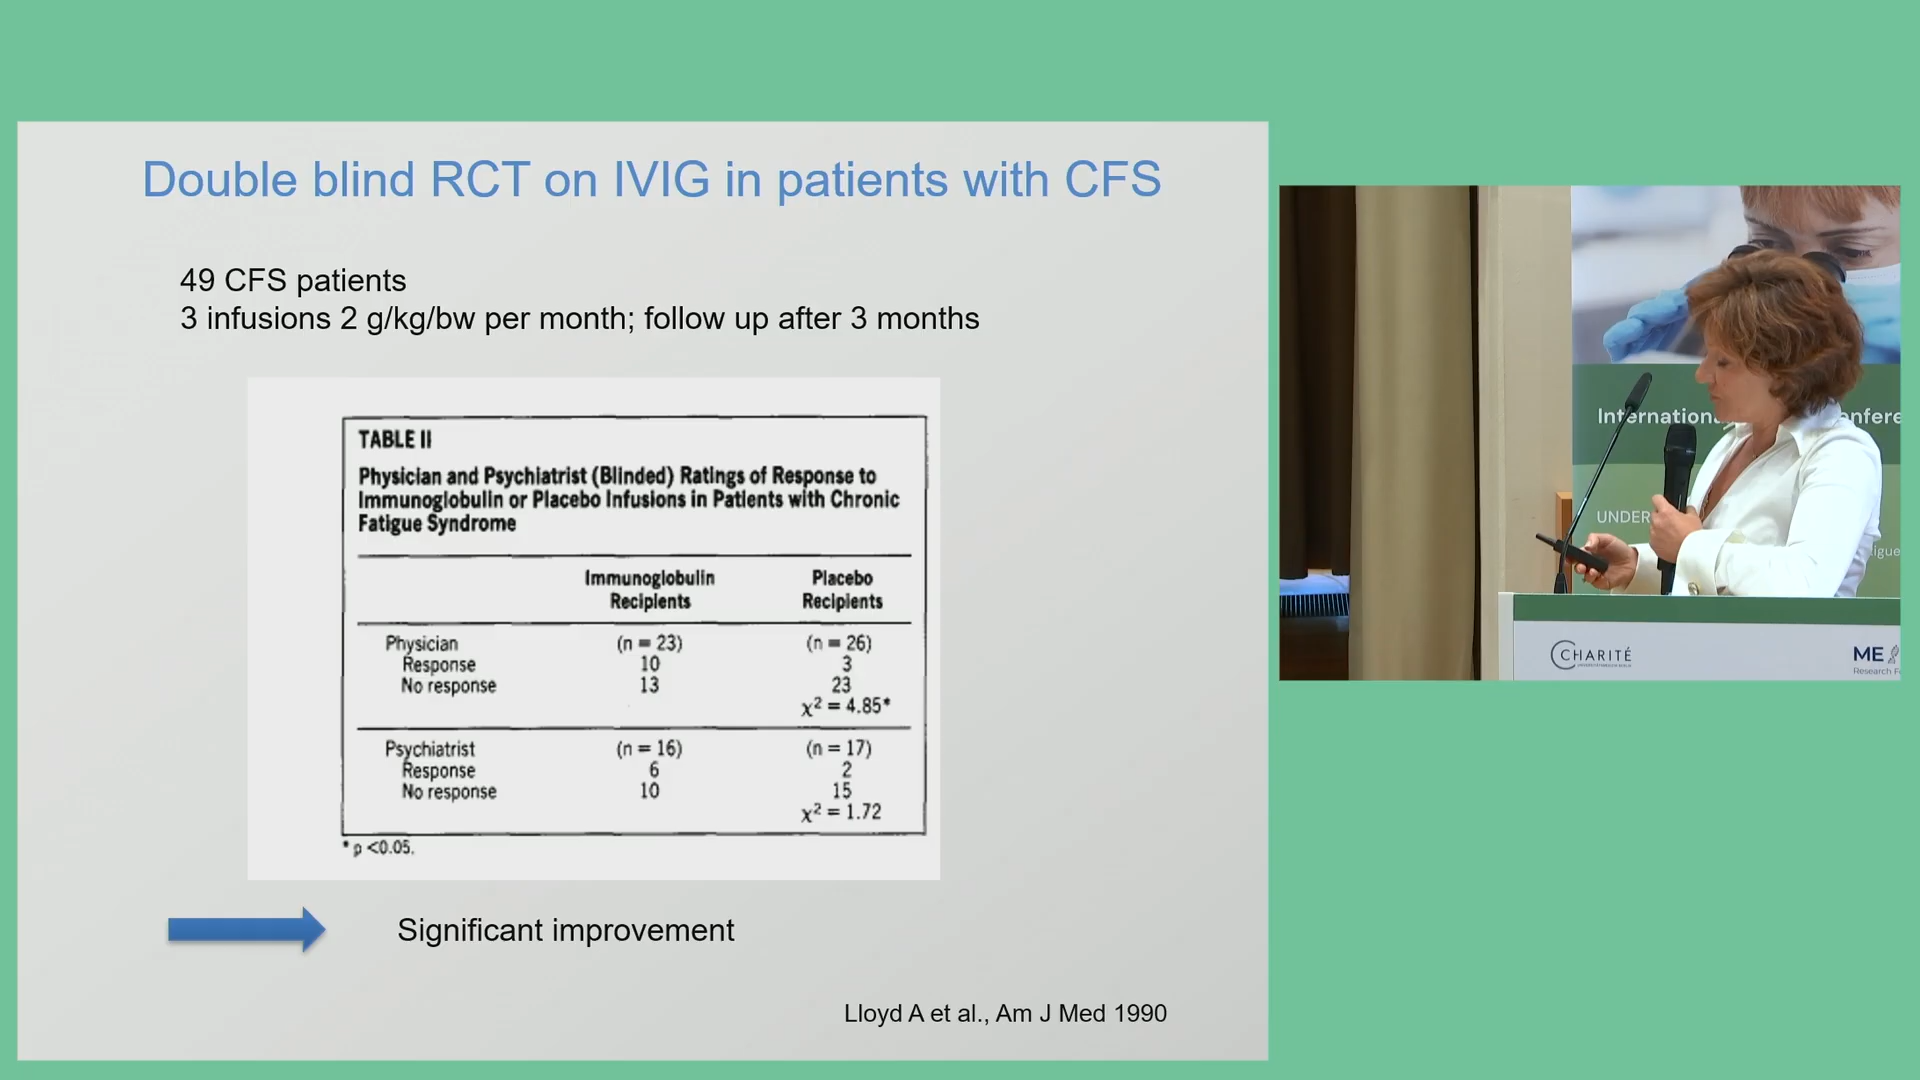 Double blind RCT on IVIG in patients with CFS
49 CFS patients
3 infusions 2 g/kg/bw per month; follow up after 3 months
TABLE II
Physician and Psychiatrist (Blinded) Ratings of Response to
Immunoglobulin or Placebo Infusions in Patients with Chronic
Fatigue Syndrome
Immunoglobulin Recipients Placebo Recipients
Physician (n = 23) (n = 26)
Response 10 3
No response 13 23
χ² = 4.85*
Psychiatrist (n = 16) (n = 17)
Response 6 2
No response 10 15
χ² = 1.72
* p <0.05.
Significant improvement
Lloyd A et al., Am J Med 1990
Internation
onfere
UNDER
igue
CHARITÉ
ME
Research F